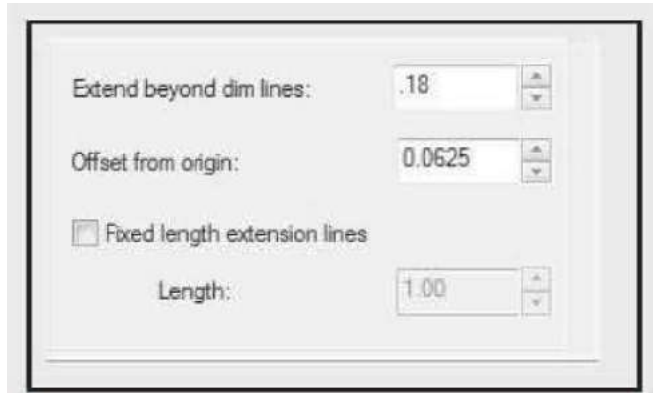 Extend beyond dim lines: .18
Offset from origin: 0.0625
Fixed length extension lines
Length: 1.00